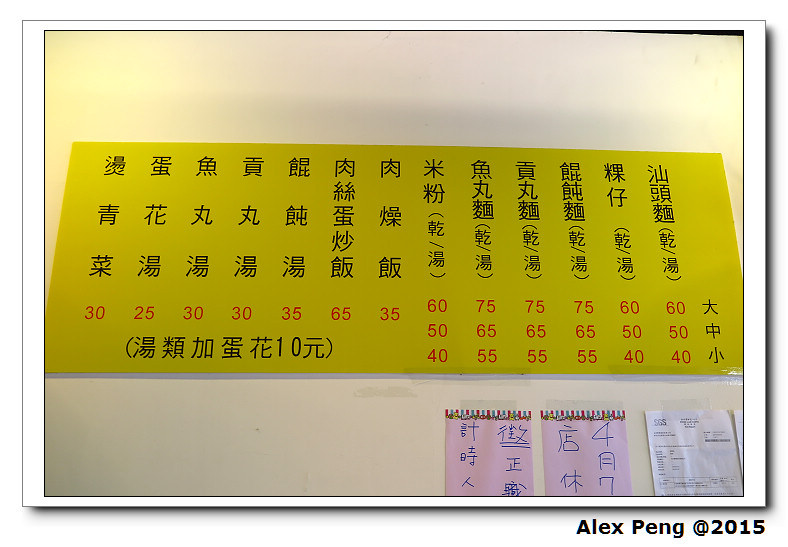 汕頭麵(乾/湯) 60 50 40
粿仔(乾/湯) 60 50 40
餛飩麵(乾/湯) 75 65 55
貢丸麵(乾/湯) 75 65 55
魚丸麵(乾/湯) 75 65 55
米粉(乾/湯) 60 50 40
大 中 小
肉燥飯 35
肉絲蛋炒飯 65
餛飩湯 35
貢丸湯 30
魚丸湯 30
蛋花湯 25
燙青菜 30
(湯類加蛋花10元)
4月7
店休
徵正職
計時人
SGS
Alex Peng @2015